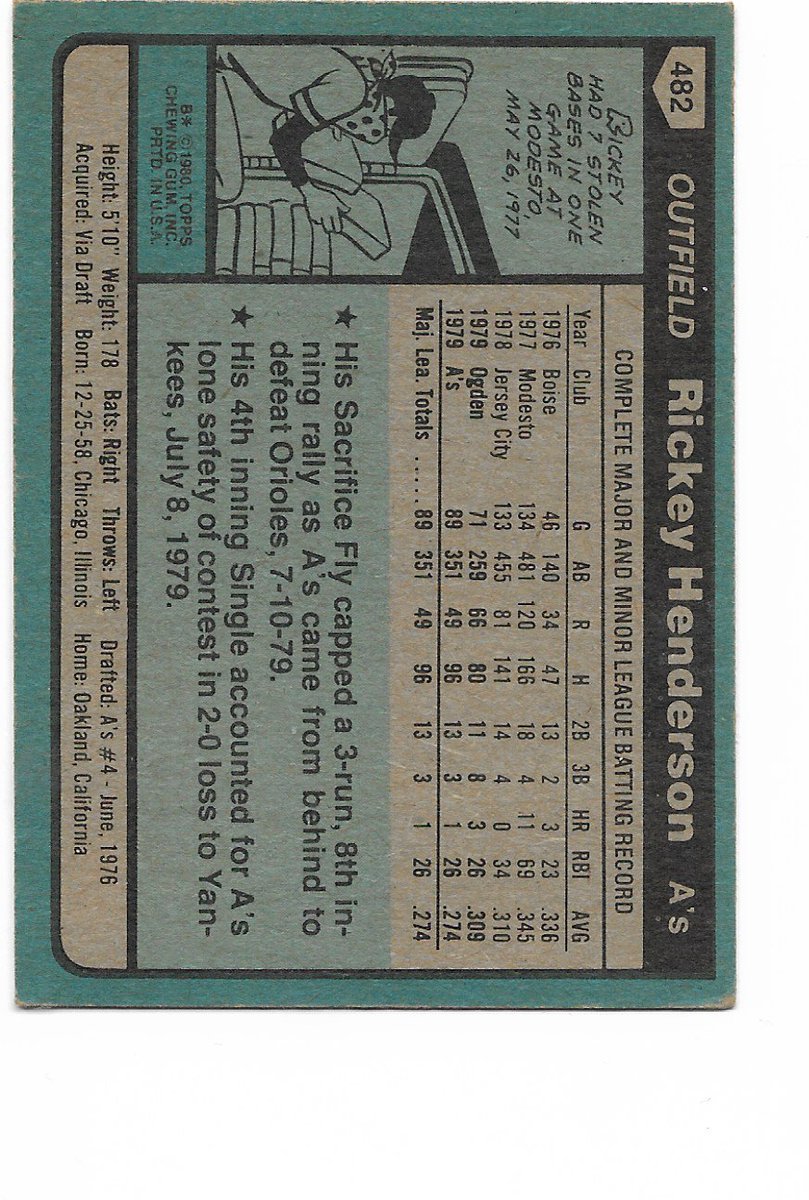 482 OUTFIELD Rickey Henderson A's
RICKEY
HAD 7 STOLEN
BASES IN ONE
GAME AT
MODESTO,
MAY 26, 1977
B* © 1980, TOPPS
CHEWING GUM, INC.
PRTD. IN U.S.A.
COMPLETE MAJOR AND MINOR LEAGUE BATTING RECORD
Year Club G AB R H 2B 3B HR RBI AVG
1976 Boise 46 140 34 47 13 2 3 23 .336
1977 Modesto 134 481 120 166 18 4 11 69 .345
1978 Jersey City 133 455 81 141 14 4 0 34 .310
1979 Ogden 71 259 66 80 11 8 3 26 .309
1979 A's 89 351 49 96 13 3 1 26 .274
Maj. Lea. Totals ..... 89 351 49 96 13 3 1 26 .274
★ His Sacrifice Fly capped a 3-run, 8th in-
ning rally as A's came from behind to
defeat Orioles, 7-10-79.
★ His 4th inning Single accounted for A's
lone safety of contest in 2-0 loss to Yan-
kees, July 8, 1979.
Height: 5'10" Weight: 178 Bats: Right Throws: Left Drafted: A's #4 - June, 1976
Acquired: Via Draft Born: 12-25-58, Chicago, Illinois Home: Oakland, California